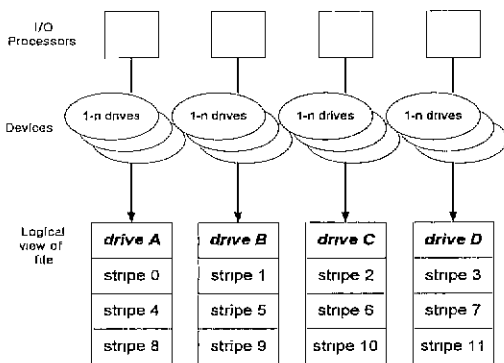 I/O
Processors
Devices
1-n drives 1-n drives 1-n drives 1-n drives
Logical
view of
file
drive A drive B drive C drive D
stripe 0 stripe 1 stripe 2 stripe 3
stripe 4 stripe 5 stripe 6 stripe 7
stripe 8 stripe 9 stripe 10 stripe 11